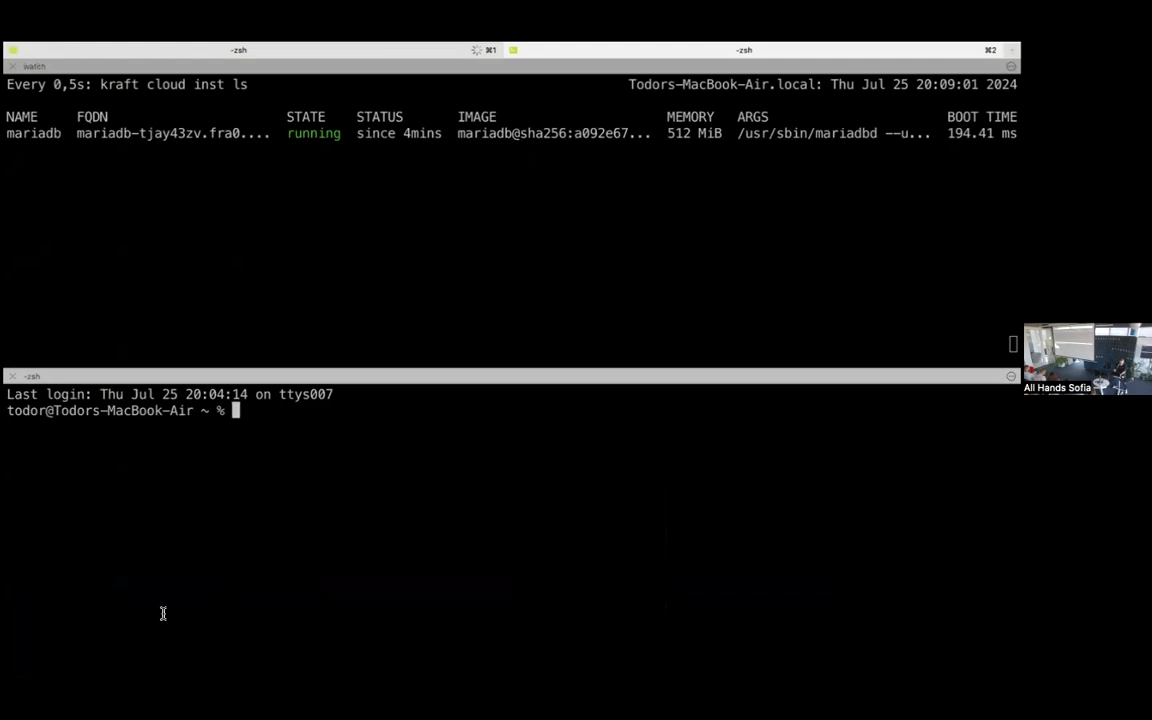 -zsh ⌘1 -zsh ⌘2
watch
Every 0,5s: kraft cloud inst ls Todors-MacBook-Air.local: Thu Jul 25 20:09:01 2024
NAME FQDN STATE STATUS IMAGE MEMORY ARGS BOOT TIME
mariadb mariadb-tjay43zv.fra0.... running since 4mins mariadb@sha256:a092e67... 512 MiB /usr/sbin/mariadbd --u... 194.41 ms
All Hands Sofia
-zsh
Last login: Thu Jul 25 20:04:14 on ttys007
todor@Todors-MacBook-Air ~ %